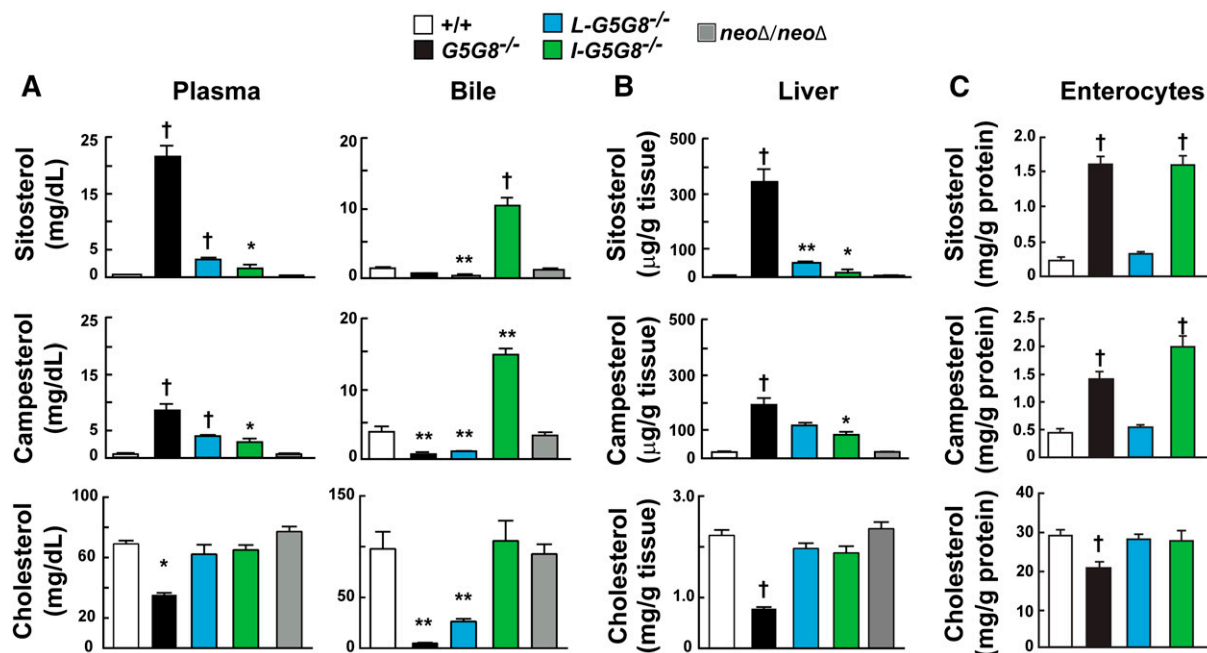 +/+
G5G8-/-
L-G5G8-/-
I-G5G8-/-
neoΔ/neoΔ
A
Plasma
Bile
B
Liver
C
Enterocytes
Sitosterol
(mg/dL)
25
15
5
0
†
†
*
20
10
0
**
†
Sitosterol
(µg/g tissue)
500
300
100
0
†
**
*
Sitosterol
(mg/g protein)
2.0
1.5
1.0
0.5
0
†
†
Campesterol
(mg/dL)
25
15
5
0
†
†
*
20
10
0
**
**
**
Campesterol
(µg/g tissue)
500
300
100
0
†
*
Campesterol
(mg/g protein)
2.5
2.0
1.5
1.0
0.5
0
†
†
Cholesterol
(mg/dL)
100
60
20
0
*
150
50
0
**
**
Cholesterol
(mg/g tissue)
3.0
1.0
0
†
Cholesterol
(mg/g protein)
40
30
20
10
0
†